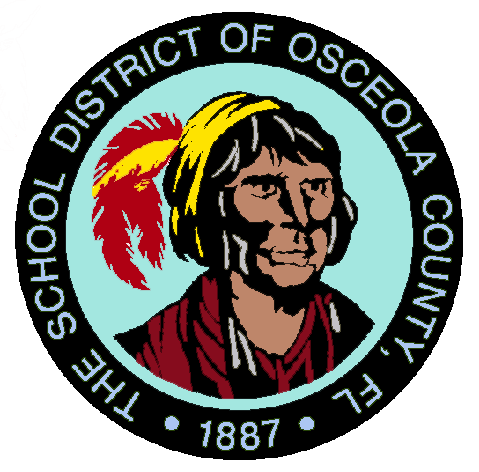 THE SCHOOL DISTRICT OF OSCEOLA COUNTY, FL
• 1887 •